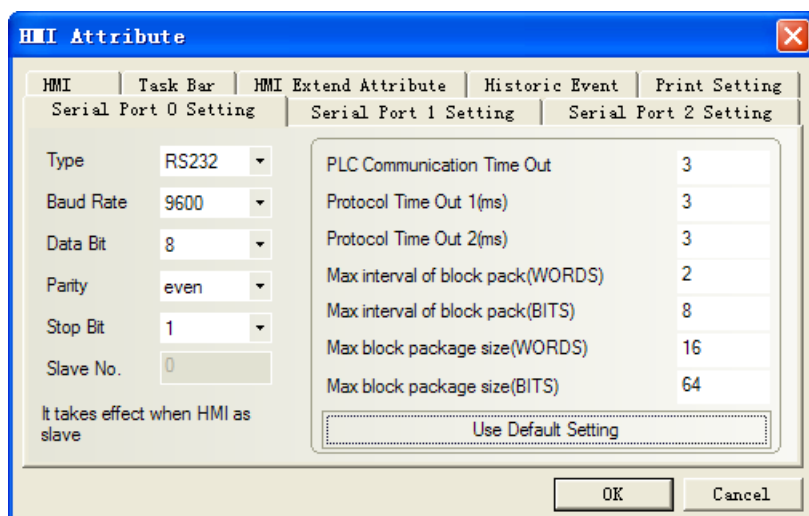 HMI Attribute
HMI
Task Bar
HMI Extend Attribute
Historic Event
Print Setting
Serial Port 0 Setting
Serial Port 1 Setting
Serial Port 2 Setting
Type
RS232
Baud Rate
9600
Data Bit
8
Parity
even
Stop Bit
1
Slave No.
0
It takes effect when HMI as
slave
PLC Communication Time Out
3
Protocol Time Out 1(ms)
3
Protocol Time Out 2(ms)
3
Max interval of block pack(WORDS)
2
Max interval of block pack(BITS)
8
Max block package size(WORDS)
16
Max block package size(BITS)
64
Use Default Setting
OK
Cancel